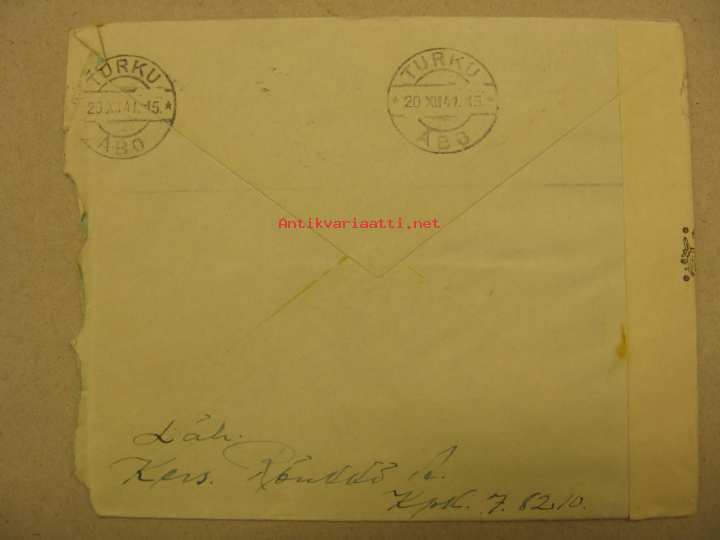 TURKU
20.XII.41.-15. *
ÅBO
TURKU
* 20.XII.41.-15. *
ÅBO
Antikvariaatti.net
Läh.
Kers.
Kpk. 7. 8210.